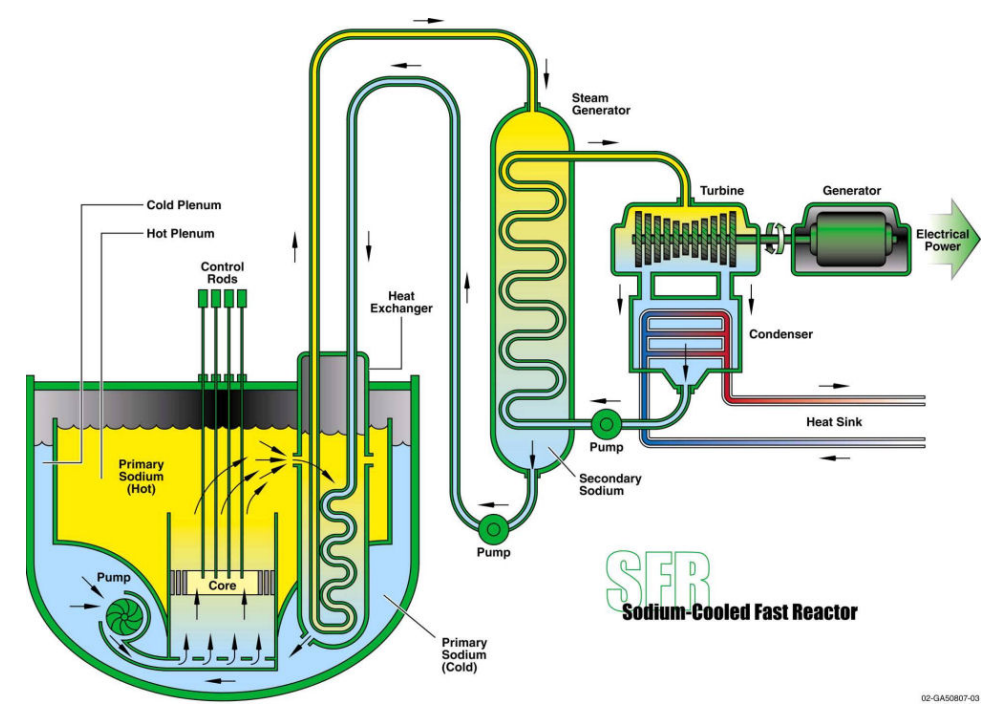 Steam
Generator
Turbine
Generator
Cold Plenum
Hot Plenum
Electrical
Power
Control
Rods
Heat
Exchanger
Condenser
Heat Sink
Pump
Primary
Sodium
(Hot)
Secondary
Sodium
Pump
Pump
Core
SFR
Sodium-Cooled Fast Reactor
Primary
Sodium
(Cold)
02-GA50807-03